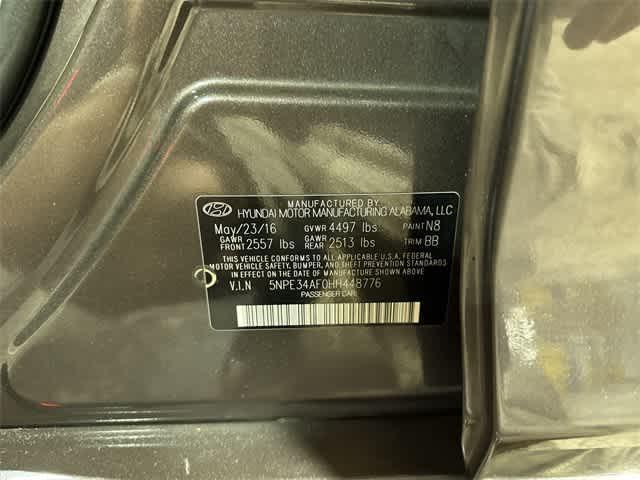 MANUFACTURED BY
HYUNDAI MOTOR MANUFACTURING ALABAMA, LLC
May/23/16 GVWR 4497 lbs PAINT N8
GAWR FRONT 2557 lbs GAWR REAR 2513 lbs TRIM BB
THIS VEHICLE CONFORMS TO ALL APPLICABLE U.S. FEDERAL
MOTOR VEHICLE SAFETY, BUMPER, AND THEFT PREVENTION STANDARDS
IN EFFECT ON THE DATE OF MANUFACTURE SHOWN ABOVE.
V.I.N 5NPE34AF0HH448776
PASSENGER CAR